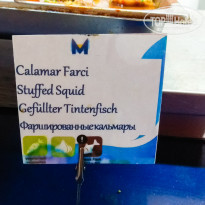 M
Calamar Farci
Stuffed Squid
Gefüllter Tintenfisch
Фаршированные кальмары